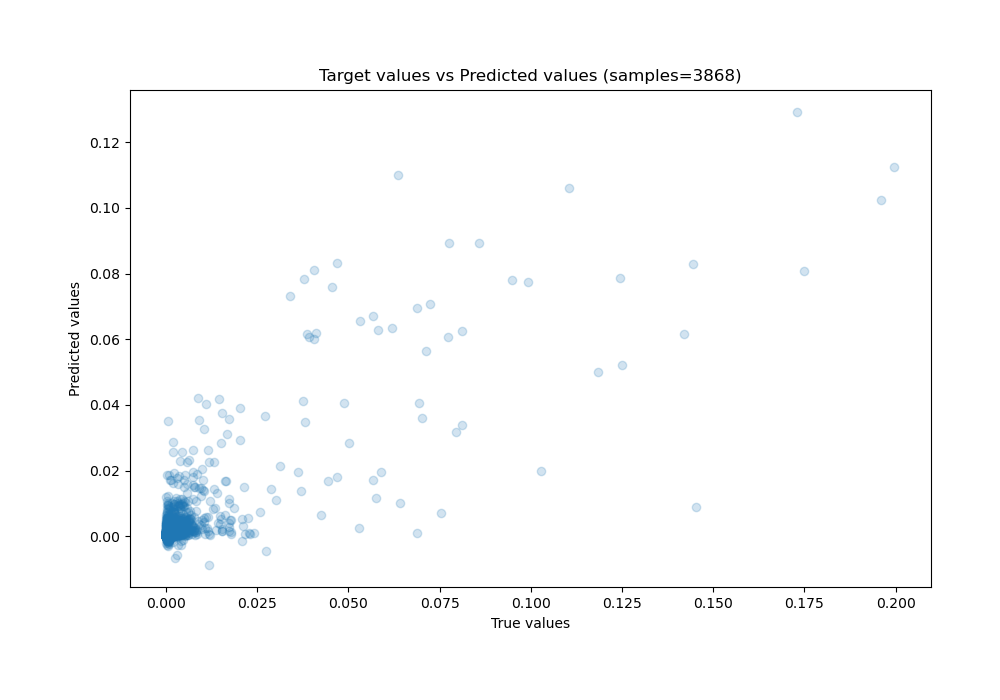 Target values vs Predicted values (samples=3868)
0.12
0.10
0.08
0.06
0.04
0.02
0.00
Predicted values
0.000 0.025 0.050 0.075 0.100 0.125 0.150 0.175 0.200
True values